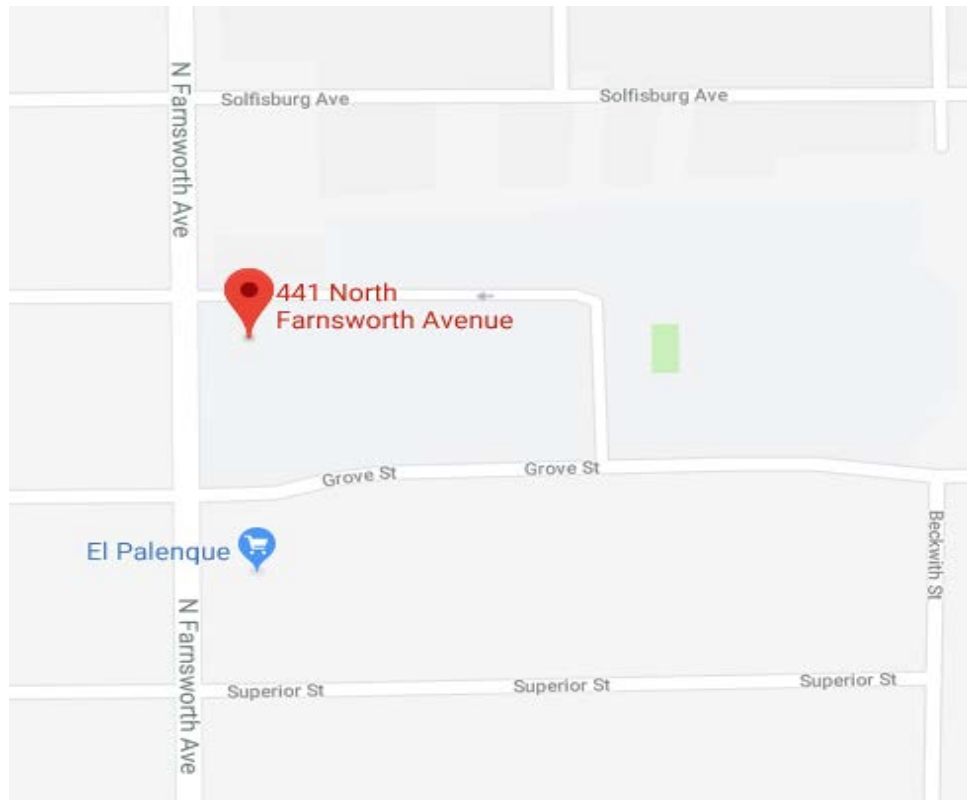 N Farnsworth Ave
Solfisburg Ave
Solfisburg Ave
441 North
Farnsworth Avenue
Grove St
Grove St
El Palenque
Beckwith St
N Farnsworth Ave
Superior St
Superior St
Superior St